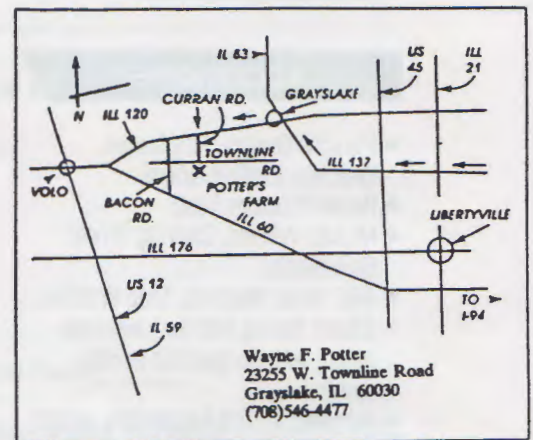 IL 83
US
45
ILL
21
CURRAN RD.
GRAYSLAKE
N
ILL 120
TOWNLINE
RD.
ILL 137
VOLO
BACON
RD.
POTTER'S
FARM
ILL 60
LIBERTYVILLE
ILL 176
US 12
IL 59
TO
I-94
Wayne F. Potter
23255 W. Townline Road
Grayslake, IL 60030
(708)546-4477